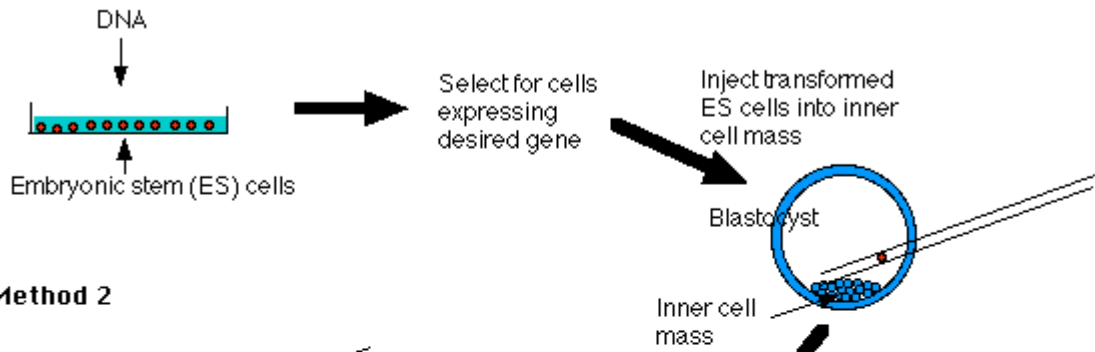 DNA
Select for cells
expressing
desired gene
Inject transformed
ES cells into inner
cell mass
Embryonic stem (ES) cells
Blastocyst
Method 2
Inner cell
mass